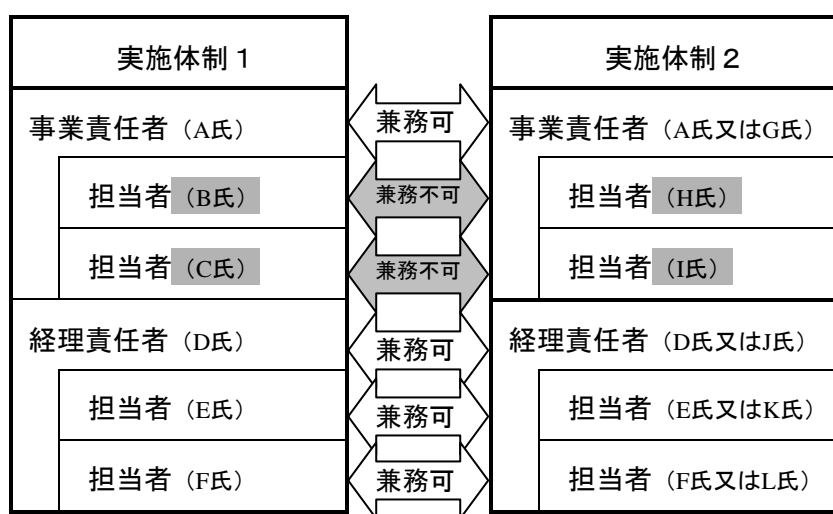 実施体制1
実施体制2
事業責任者（A氏）
兼務可
事業責任者（A氏又はG氏）
担当者（B氏）
兼務不可
担当者（H氏）
担当者（C氏）
兼務不可
担当者（I氏）
経理責任者（D氏）
兼務可
経理責任者（D氏又はJ氏）
担当者（E氏）
兼務可
担当者（E氏又はK氏）
担当者（F氏）
兼務可
担当者（F氏又はL氏）